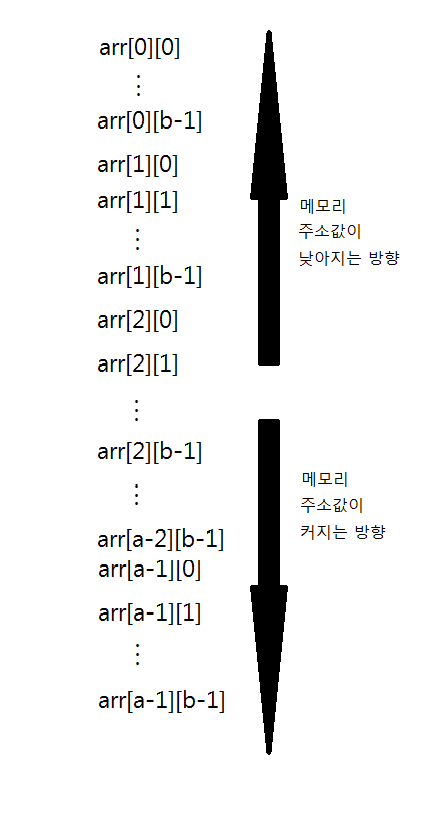 arr[0][0]
⋮
arr[0][b-1]
arr[1][0]
arr[1][1]
⋮
arr[1][b-1]
arr[2][0]
arr[2][1]
⋮
arr[2][b-1]
⋮
arr[a-2][b-1]
arr[a-1][0]
arr[a-1][1]
⋮
arr[a-1][b-1]
메모리
주소값이
낮아지는 방향
메모리
주소값이
커지는 방향